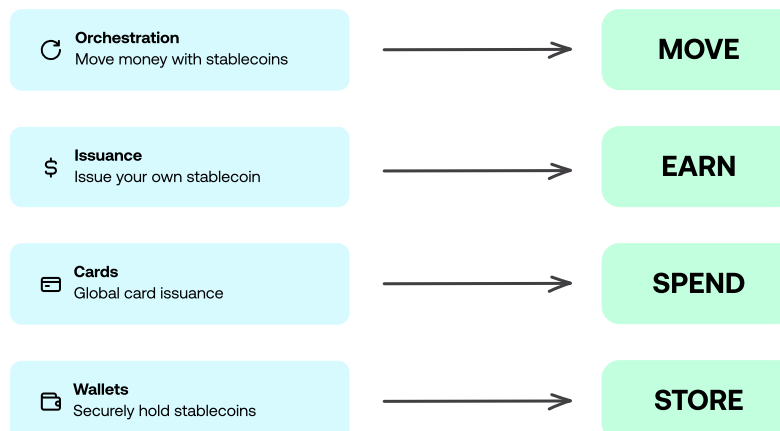 Orchestration
Move money with stablecoins
MOVE
Issuance
Issue your own stablecoin
EARN
Cards
Global card issuance
SPEND
Wallets
Securely hold stablecoins
STORE